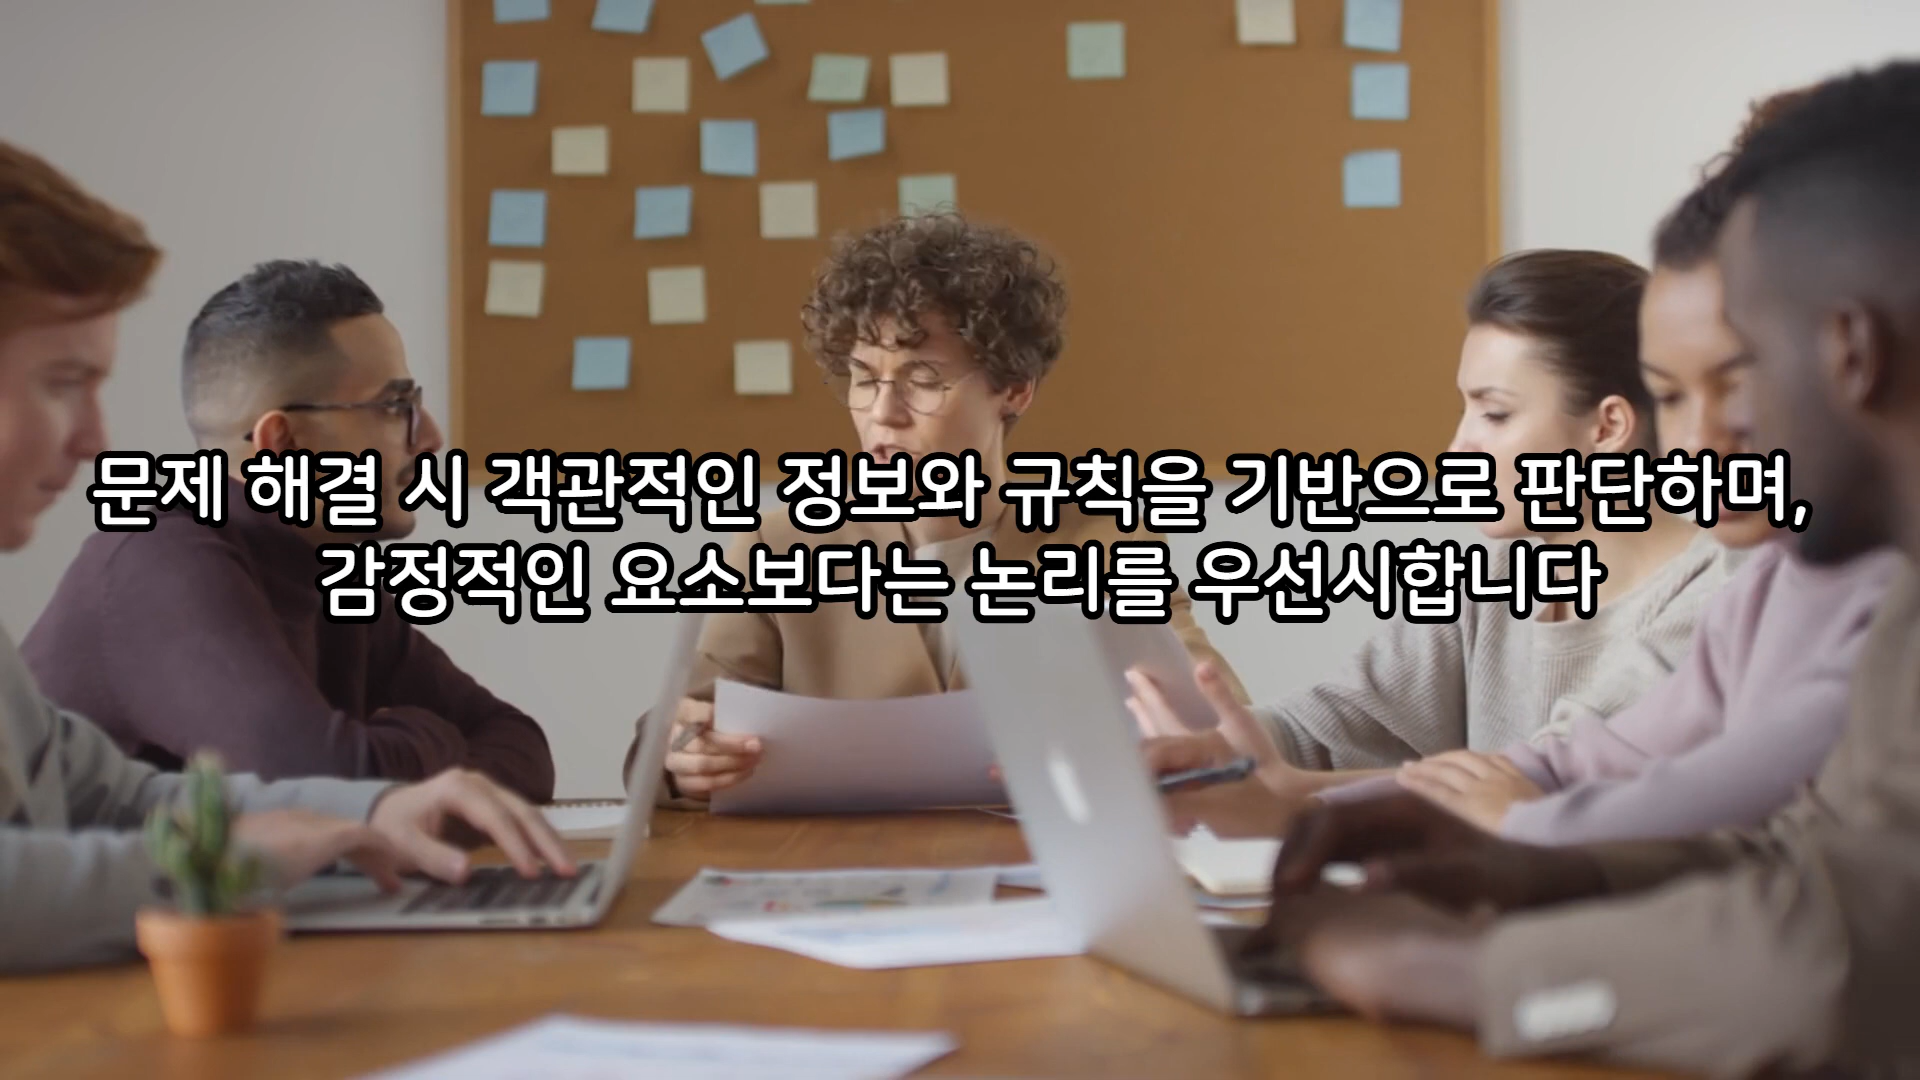 문제 해결 시 객관적인 정보와 규칙을 기반으로 판단하며,
감정적인 요소보다는 논리를 우선시합니다